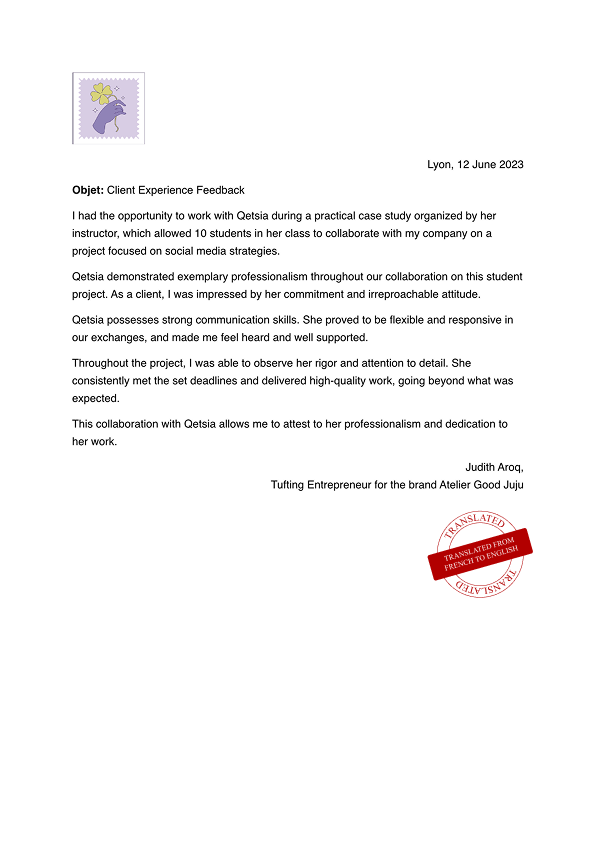 Lyon, 12 June 2023
Objet: Client Experience Feedback
I had the opportunity to work with Qetsia during a practical case study organized by her
instructor, which allowed 10 students in her class to collaborate with my company on a
project focused on social media strategies.
Qetsia demonstrated exemplary professionalism throughout our collaboration on this student
project. As a client, I was impressed by her commitment and irreproachable attitude.
Qetsia possesses strong communication skills. She proved to be flexible and responsive in
our exchanges, and made me feel heard and well supported.
Throughout the project, I was able to observe her rigor and attention to detail. She
consistently met the set deadlines and delivered high-quality work, going beyond what was
expected.
This collaboration with Qetsia allows me to attest to her professionalism and dedication to
her work.
Judith Aroq,
Tufting Entrepreneur for the brand Atelier Good Juju
TRANSLATED
TRANSLATED FROM
FRENCH TO ENGLISH
TRANSLATED